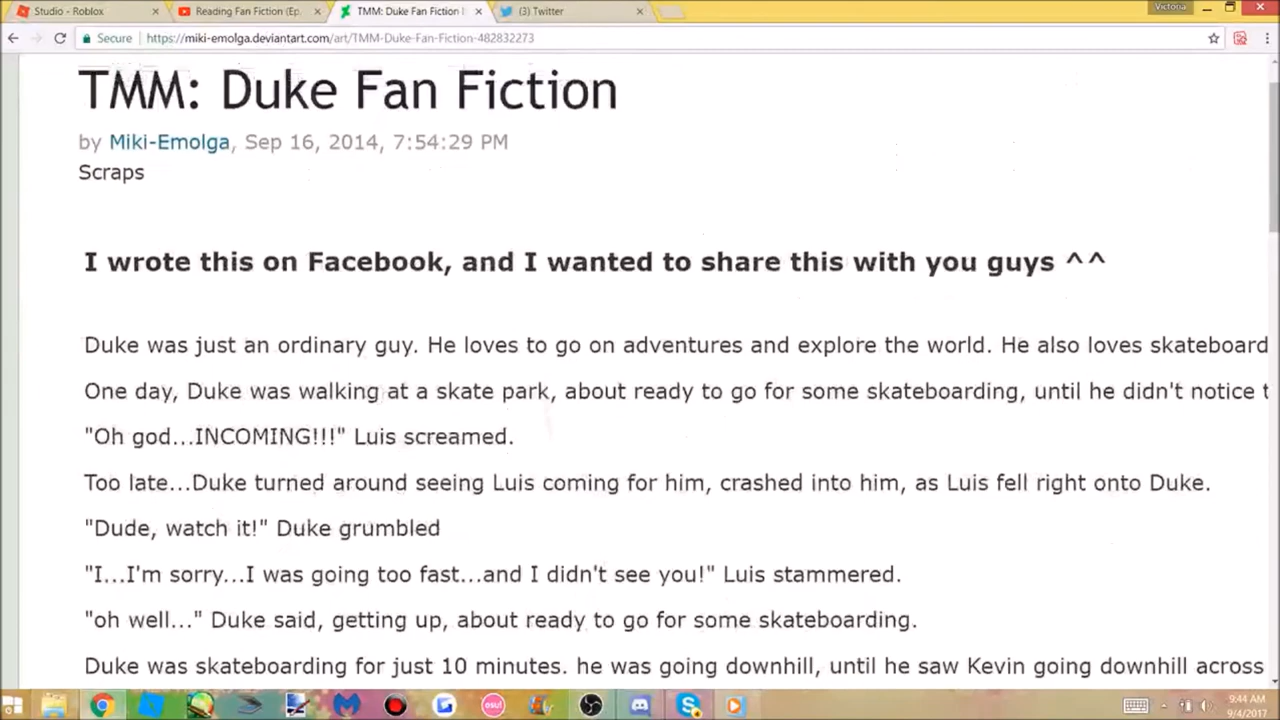 Studio - Roblox
Reading Fan Fiction (Ep.
TMM: Duke Fan Fiction
(3) Twitter
Victoria
Secure
https://miki-emolga.deviantart.com/art/TMM-Duke-Fan-Fiction-482832273
TMM: Duke Fan Fiction
by Miki-Emolga, Sep 16, 2014, 7:54:29 PM
Scraps
I wrote this on Facebook, and I wanted to share this with you guys ^^
Duke was just an ordinary guy. He loves to go on adventures and explore the world. He also loves skateboard
One day, Duke was walking at a skate park, about ready to go for some skateboarding, until he didn't notice t
"Oh god...INCOMING!!!" Luis screamed.
Too late...Duke turned around seeing Luis coming for him, crashed into him, as Luis fell right onto Duke.
"Dude, watch it!" Duke grumbled
"I...I'm sorry...I was going too fast...and I didn't see you!" Luis stammered.
"oh well..." Duke said, getting up, about ready to go for some skateboarding.
Duke was skateboarding for just 10 minutes. he was going downhill, until he saw Kevin going downhill across
osu!
9:44 AM
9/4/2017